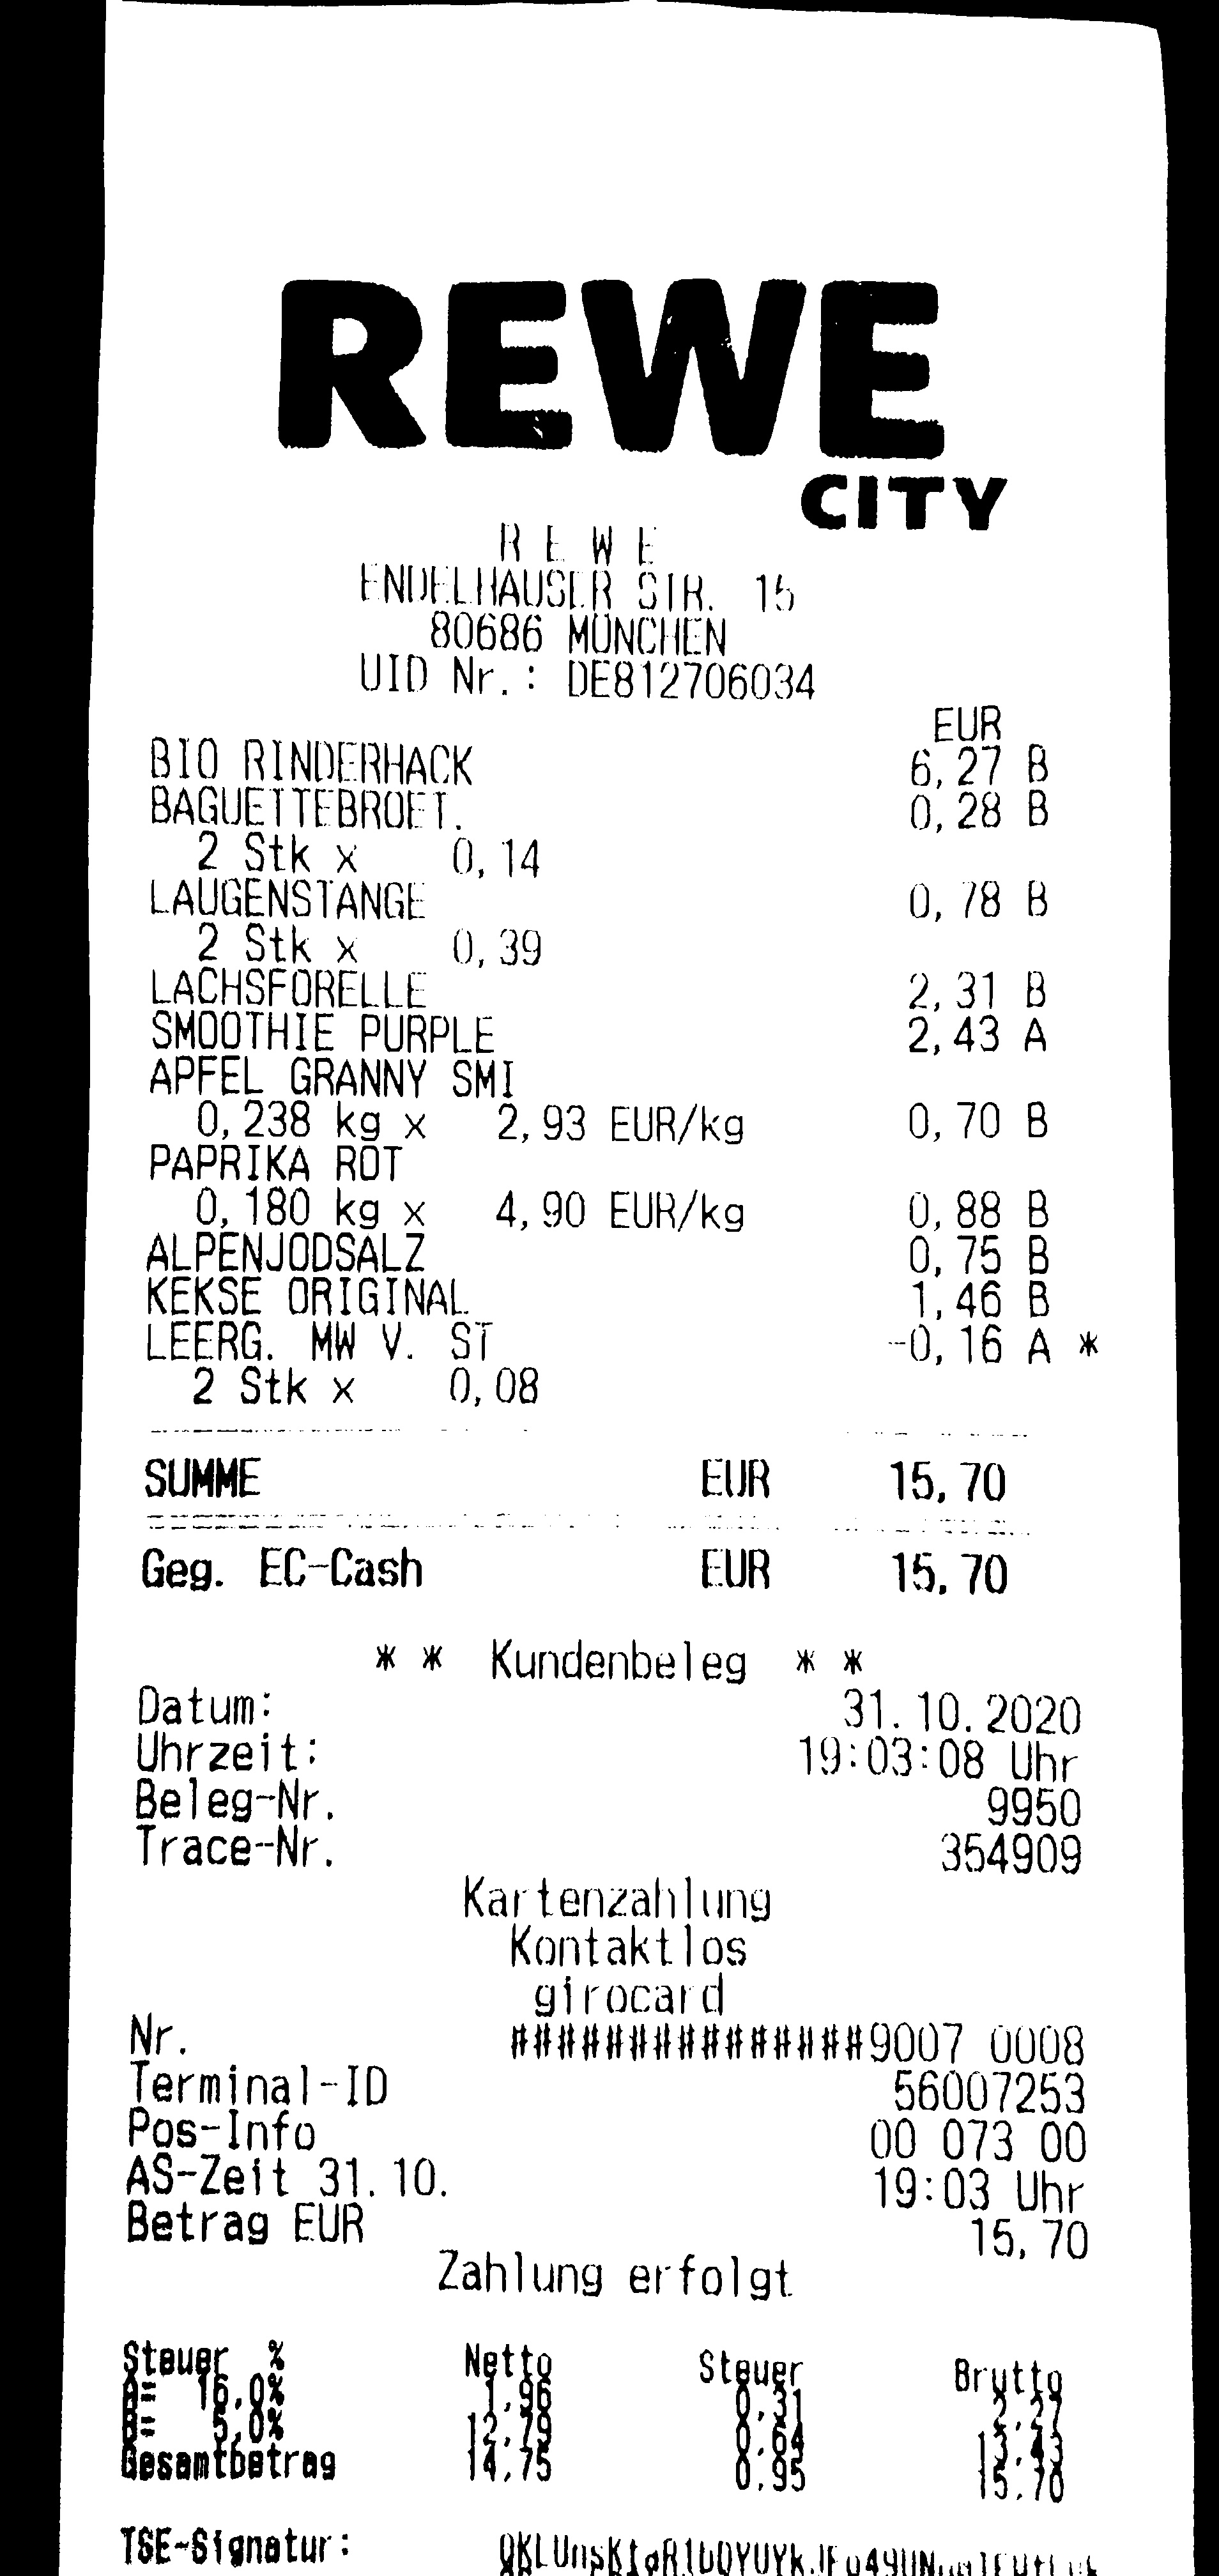 REWE
CITY
R E W E
ENDELHAUSER STR. 15
80686 MÜNCHEN
UID Nr.: DE812706034
EUR
BIO RINDERHACK 6,27 B
BAGUETTEBROET. 0,28 B
2 Stk x 0,14
LAUGENSTANGE 0,78 B
2 Stk x 0,39
LACHSFORELLE 2,31 B
SMOOTHIE PURPLE 2,43 A
APFEL GRANNY SMI
0,238 kg x 2,93 EUR/kg 0,70 B
PAPRIKA ROT
0,180 kg x 4,90 EUR/kg 0,88 B
ALPENJODSALZ 0,75 B
KEKSE ORIGINAL 1,46 B
LEERG. MW V. ST -0,16 A *
2 Stk x 0,08
SUMME EUR 15,70
Geg. EC-Cash EUR 15,70
* * Kundenbeleg * *
Datum: 31.10.2020
Uhrzeit: 19:03:08 Uhr
Beleg-Nr. 9950
Trace-Nr. 354909
Kartenzahlung
Kontaktlos
girocard
Nr. ###############9007 0008
Terminal-ID 56007253
Pos-Info 00 073 00
AS-Zeit 31.10. 19:03 Uhr
Betrag EUR 15,70
Zahlung erfolgt
Steuer % Netto Steuer Brutto
A= 16,0% 1,96 0,31 2,27
B= 5,0% 12,79 0,64 13,43
Gesamtbetrag 14,75 0,95 15,70
TSE-Signatur: